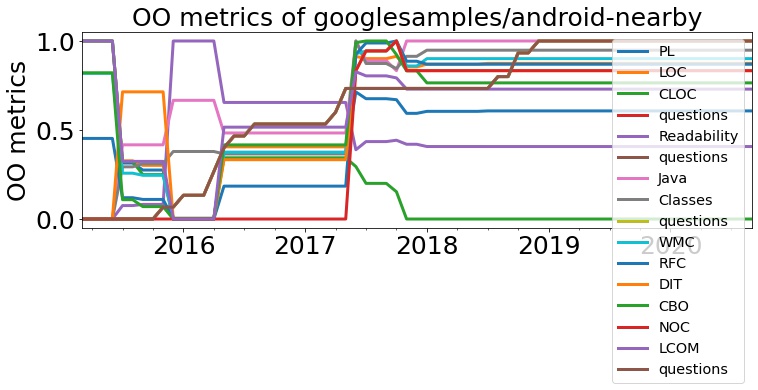 OO metrics of googlesamples/android-nearby
OO metrics
1.0
0.5
0.0
2016
2017
2018
2019
2020
PL
LOC
CLOC
questions
Readability
questions
Java
Classes
questions
WMC
RFC
DIT
CBO
NOC
LCOM
questions